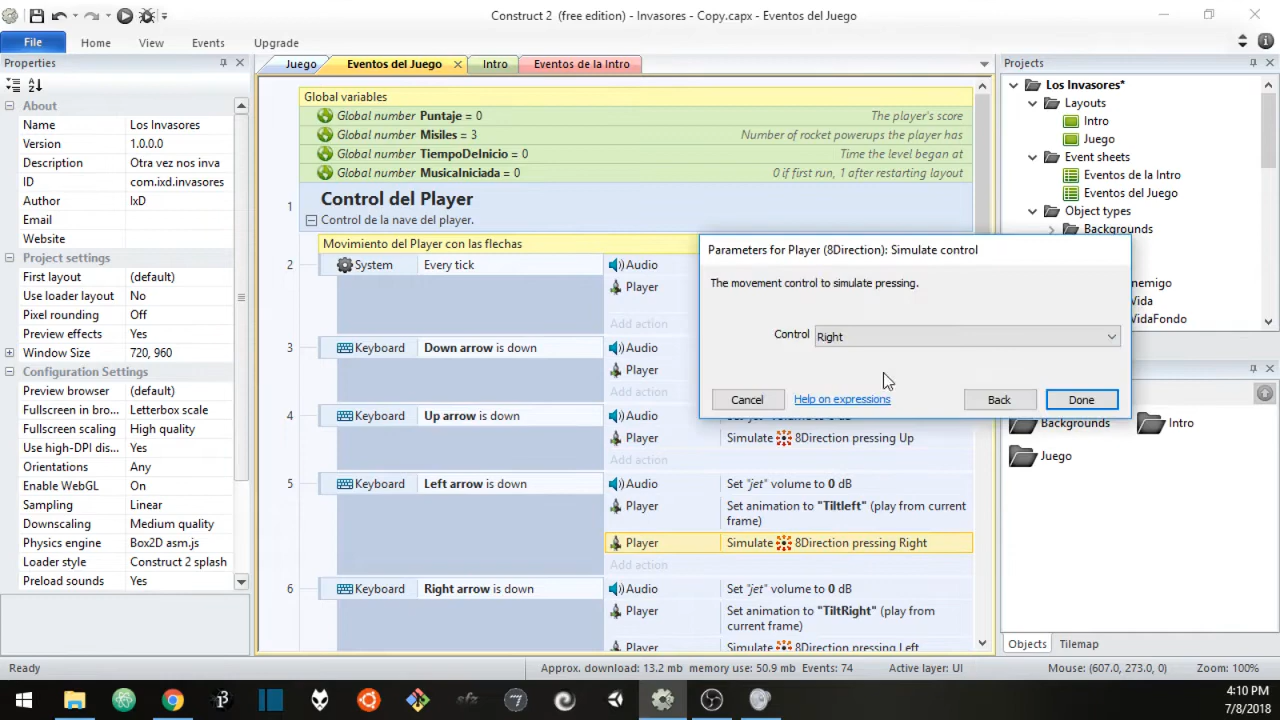 Construct 2  (free edition) - Invasores - Copy.capx - Eventos del Juego
File
Home
View
Events
Upgrade
Properties
About
Name Los Invasores
Version 1.0.0.0
Description Otra vez nos inva
ID com.ixd.invasores
Author IxD
Email
Website
Project settings
First layout (default)
Use loader layout No
Pixel rounding Off
Preview effects Yes
Window Size 720, 960
Configuration Settings
Preview browser (default)
Fullscreen in bro... Letterbox scale
Fullscreen scaling High quality
Use high-DPI dis... Yes
Orientations Any
Enable WebGL On
Sampling Linear
Downscaling Medium quality
Physics engine Box2D asm.js
Loader style Construct 2 splash
Preload sounds Yes
Juego
Eventos del Juego
Intro
Eventos de la Intro
Global variables
Global number Puntaje = 0 The player's score
Global number Misiles = 3 Number of rocket powerups the player has
Global number TiempoDeInicio = 0 Time the level began at
Global number MusicaIniciada = 0 0 if first run, 1 after restarting layout
1 Control del Player
Control de la nave del player.
Movimiento del Player con las flechas
2 System Every tick Audio
Player
Add action
3 Keyboard Down arrow is down Audio
Player
Add action
4 Keyboard Up arrow is down Audio
Player Simulate 8Direction pressing Up
Add action
5 Keyboard Left arrow is down Audio Set "jet" volume to 0 dB
Player Set animation to "Tiltleft" (play from current
frame)
Player Simulate 8Direction pressing Right
Add action
6 Keyboard Right arrow is down Audio Set "jet" volume to 0 dB
Player Set animation to "TiltRight" (play from
current frame)
Simulate 8Direction pressing Left
Parameters for Player (8Direction): Simulate control
The movement control to simulate pressing.
Control Right
Cancel
Help on expressions
Back
Done
Projects
Los Invasores*
Layouts
Intro
Juego
Event sheets
Eventos de la Intro
Eventos del Juego
Object types
Backgrounds
nemigo
Vida
VidaFondo
Backgrounds
Intro
Juego
Objects
Tilemap
Ready
Approx. download: 13.2 mb  memory use: 50.9 mb
Events: 74
Active layer: UI
Mouse: (607.0, 273.0, 0)
Zoom: 100%
4:10 PM
7/8/2018